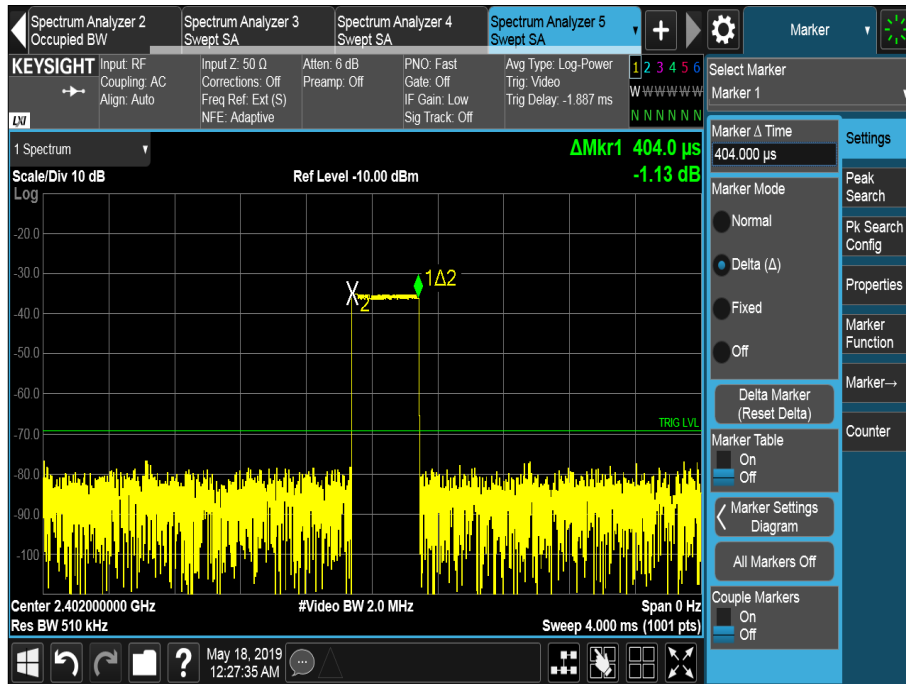 Spectrum Analyzer 2
Occupied BW
Spectrum Analyzer 3
Swept SA
Spectrum Analyzer 4
Swept SA
Spectrum Analyzer 5
Swept SA
Marker
KEYSIGHT
LXI
Input: RF
Coupling: AC
Align: Auto
Input Z: 50 Ω
Corrections: Off
Freq Ref: Ext (S)
NFE: Adaptive
Atten: 6 dB
Preamp: Off
PNO: Fast
Gate: Off
IF Gain: Low
Sig Track: Off
Avg Type: Log-Power
Trig: Video
Trig Delay: -1.887 ms
1 2 3 4 5 6
W W W W W W
N N N N N N
Select Marker
Marker 1
1 Spectrum
ΔMkr1 404.0 µs
-1.13 dB
Scale/Div 10 dB
Ref Level -10.00 dBm
Log
-20.0
-30.0
-40.0
-50.0
-60.0
-70.0
-80.0
-90.0
-100
1Δ2
2
TRIG LVL
Center 2.402000000 GHz
Res BW 510 kHz
#Video BW 2.0 MHz
Span 0 Hz
Sweep 4.000 ms (1001 pts)
Marker Δ Time
404.000 µs
Marker Mode
Normal
Delta (Δ)
Fixed
Off
Delta Marker
(Reset Delta)
Marker Table
On
Off
Marker Settings
Diagram
All Markers Off
Couple Markers
On
Off
Settings
Peak
Search
Pk Search
Config
Properties
Marker
Function
Marker→
Counter
?
May 18, 2019
12:27:35 AM